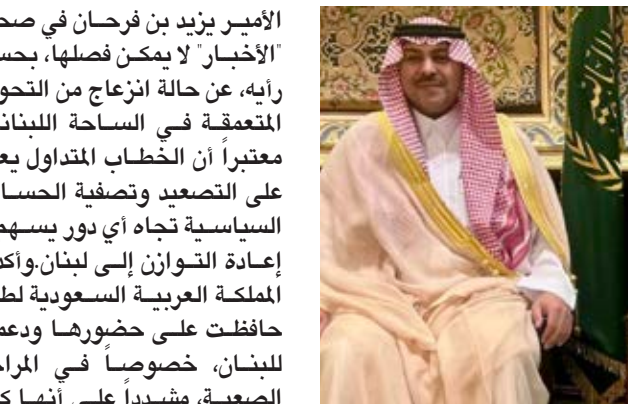 الأمير يزيد بن فرحان في
"الأخبار" لا يمكن فصلها،
رأيه، عن حالة انزعاج من
المتعمقة في الساحة
معتبراً أن الخطاب المتداول
على التصعيد وتصفية
السياسية تجاه أي دور يسهم
إعادة التوازن إلى لبنان.
المملكة العربية السعودية
حافظت على حضورها
للبنان، خصوصاً في
الصعبة، مشدداً على أنها